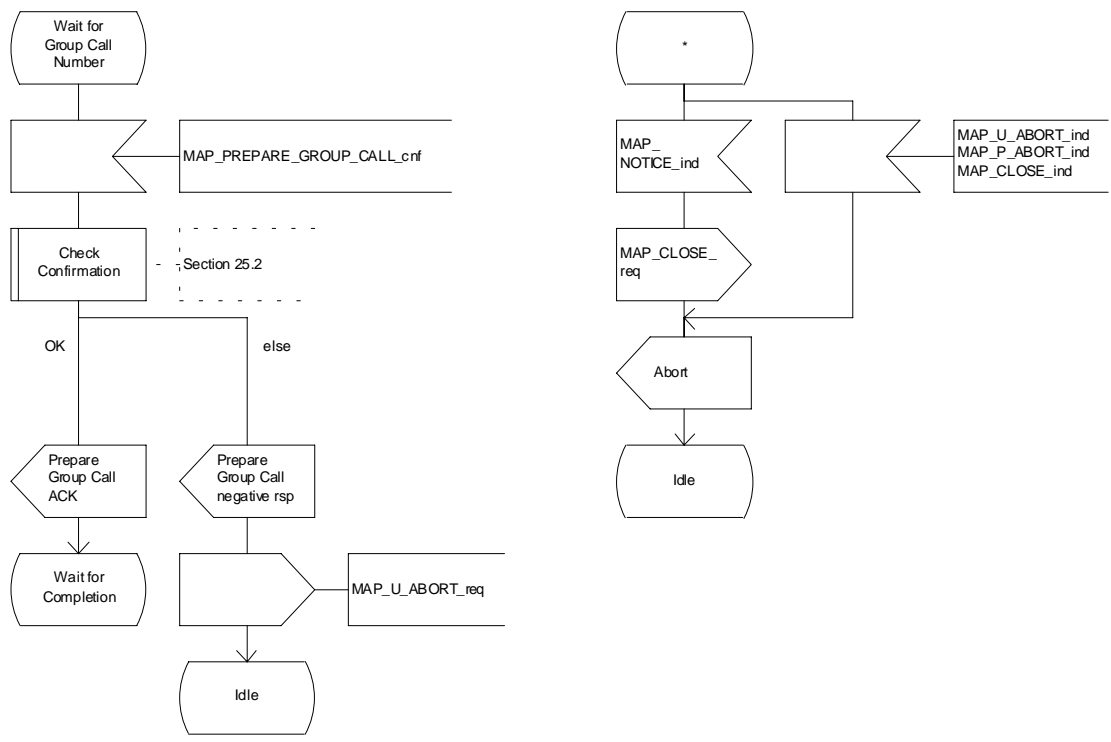 Wait for
Group Call
Number
MAP_PREPARE_GROUP_CALL_cnf
Check
Confirmation
Section 25.2
OK
else
Prepare
Group Call
ACK
Prepare
Group Call
negative rsp
Wait for
Completion
MAP_U_ABORT_req
Idle
*
MAP_
NOTICE_ind
MAP_U_ABORT_ind
MAP_P_ABORT_ind
MAP_CLOSE_ind
MAP_CLOSE_
req
Abort
Idle